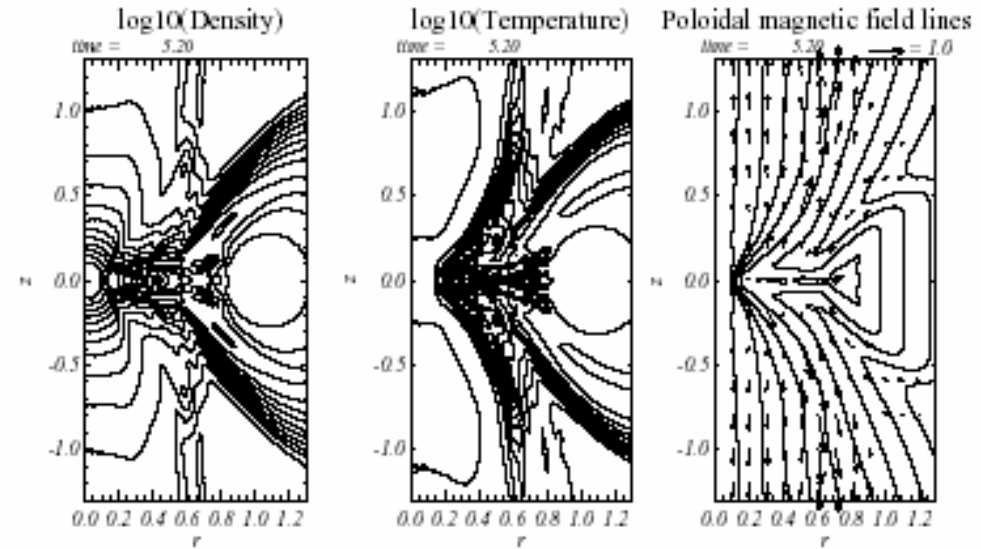 log10(Density) log10(Temperature) Poloidal magnetic field lines
time = 5.20 time = 5.20 time = 5.20 = 1.0
1.0 1.0 1.0
0.5 0.5 0.5
z 0.0 z 0.0 z 0.0
-0.5 -0.5 -0.5
-1.0 -1.0 -1.0
0.0 0.2 0.4 0.6 0.8 1.0 1.2 0.0 0.2 0.4 0.6 0.8 1.0 1.2 0.0 0.2 0.4 0.6 0.8 1.0 1.2
r r r